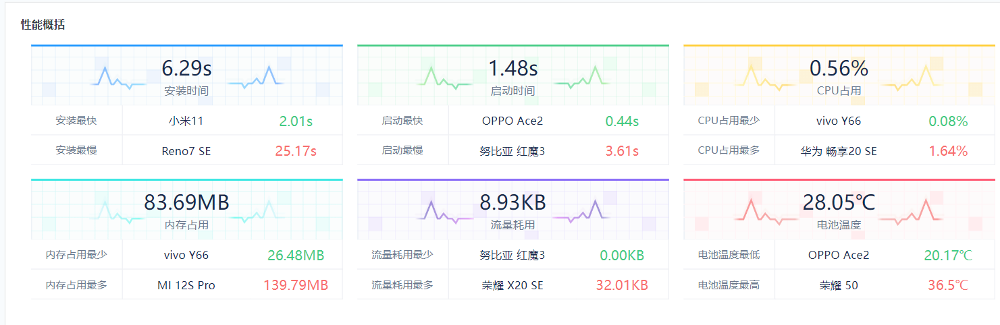 性能概括
6.29s
安装时间
安装最快 小米11 2.01s
安装最慢 Reno7 SE 25.17s
1.48s
启动时间
启动最快 OPPO Ace2 0.44s
启动最慢 努比亚 红魔3 3.61s
0.56%
CPU占用
CPU占用最少 vivo Y66 0.08%
CPU占用最多 华为 畅享20 SE 1.64%
83.69MB
内存占用
内存占用最少 vivo Y66 26.48MB
内存占用最多 MI 12S Pro 139.79MB
8.93KB
流量耗用
流量耗用最少 努比亚 红魔3 0.00KB
流量耗用最多 荣耀 X20 SE 32.01KB
28.05℃
电池温度
电池温度最低 OPPO Ace2 20.17℃
电池温度最高 荣耀 50 36.5℃